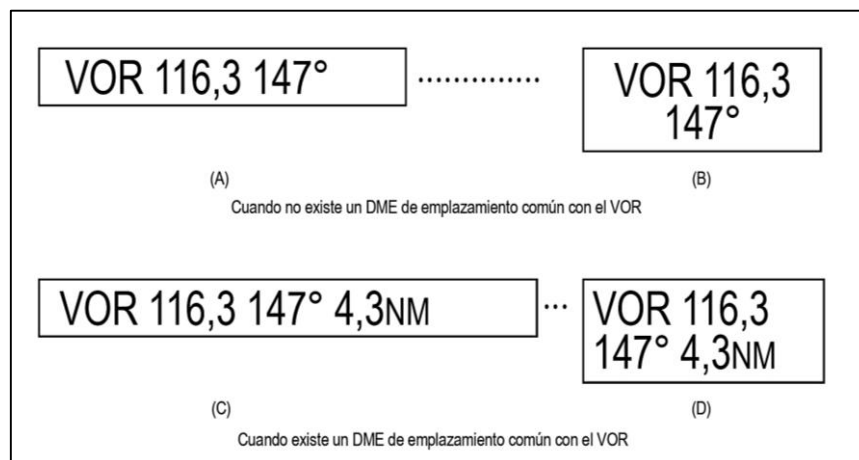 VOR 116,3 147° ..............
VOR 116,3
147°
(A)
(B)
Cuando no existe un DME de emplazamiento común con el VOR
VOR 116,3 147° 4,3NM ...
VOR 116,3
147° 4,3NM
(C)
(D)
Cuando existe un DME de emplazamiento común con el VOR